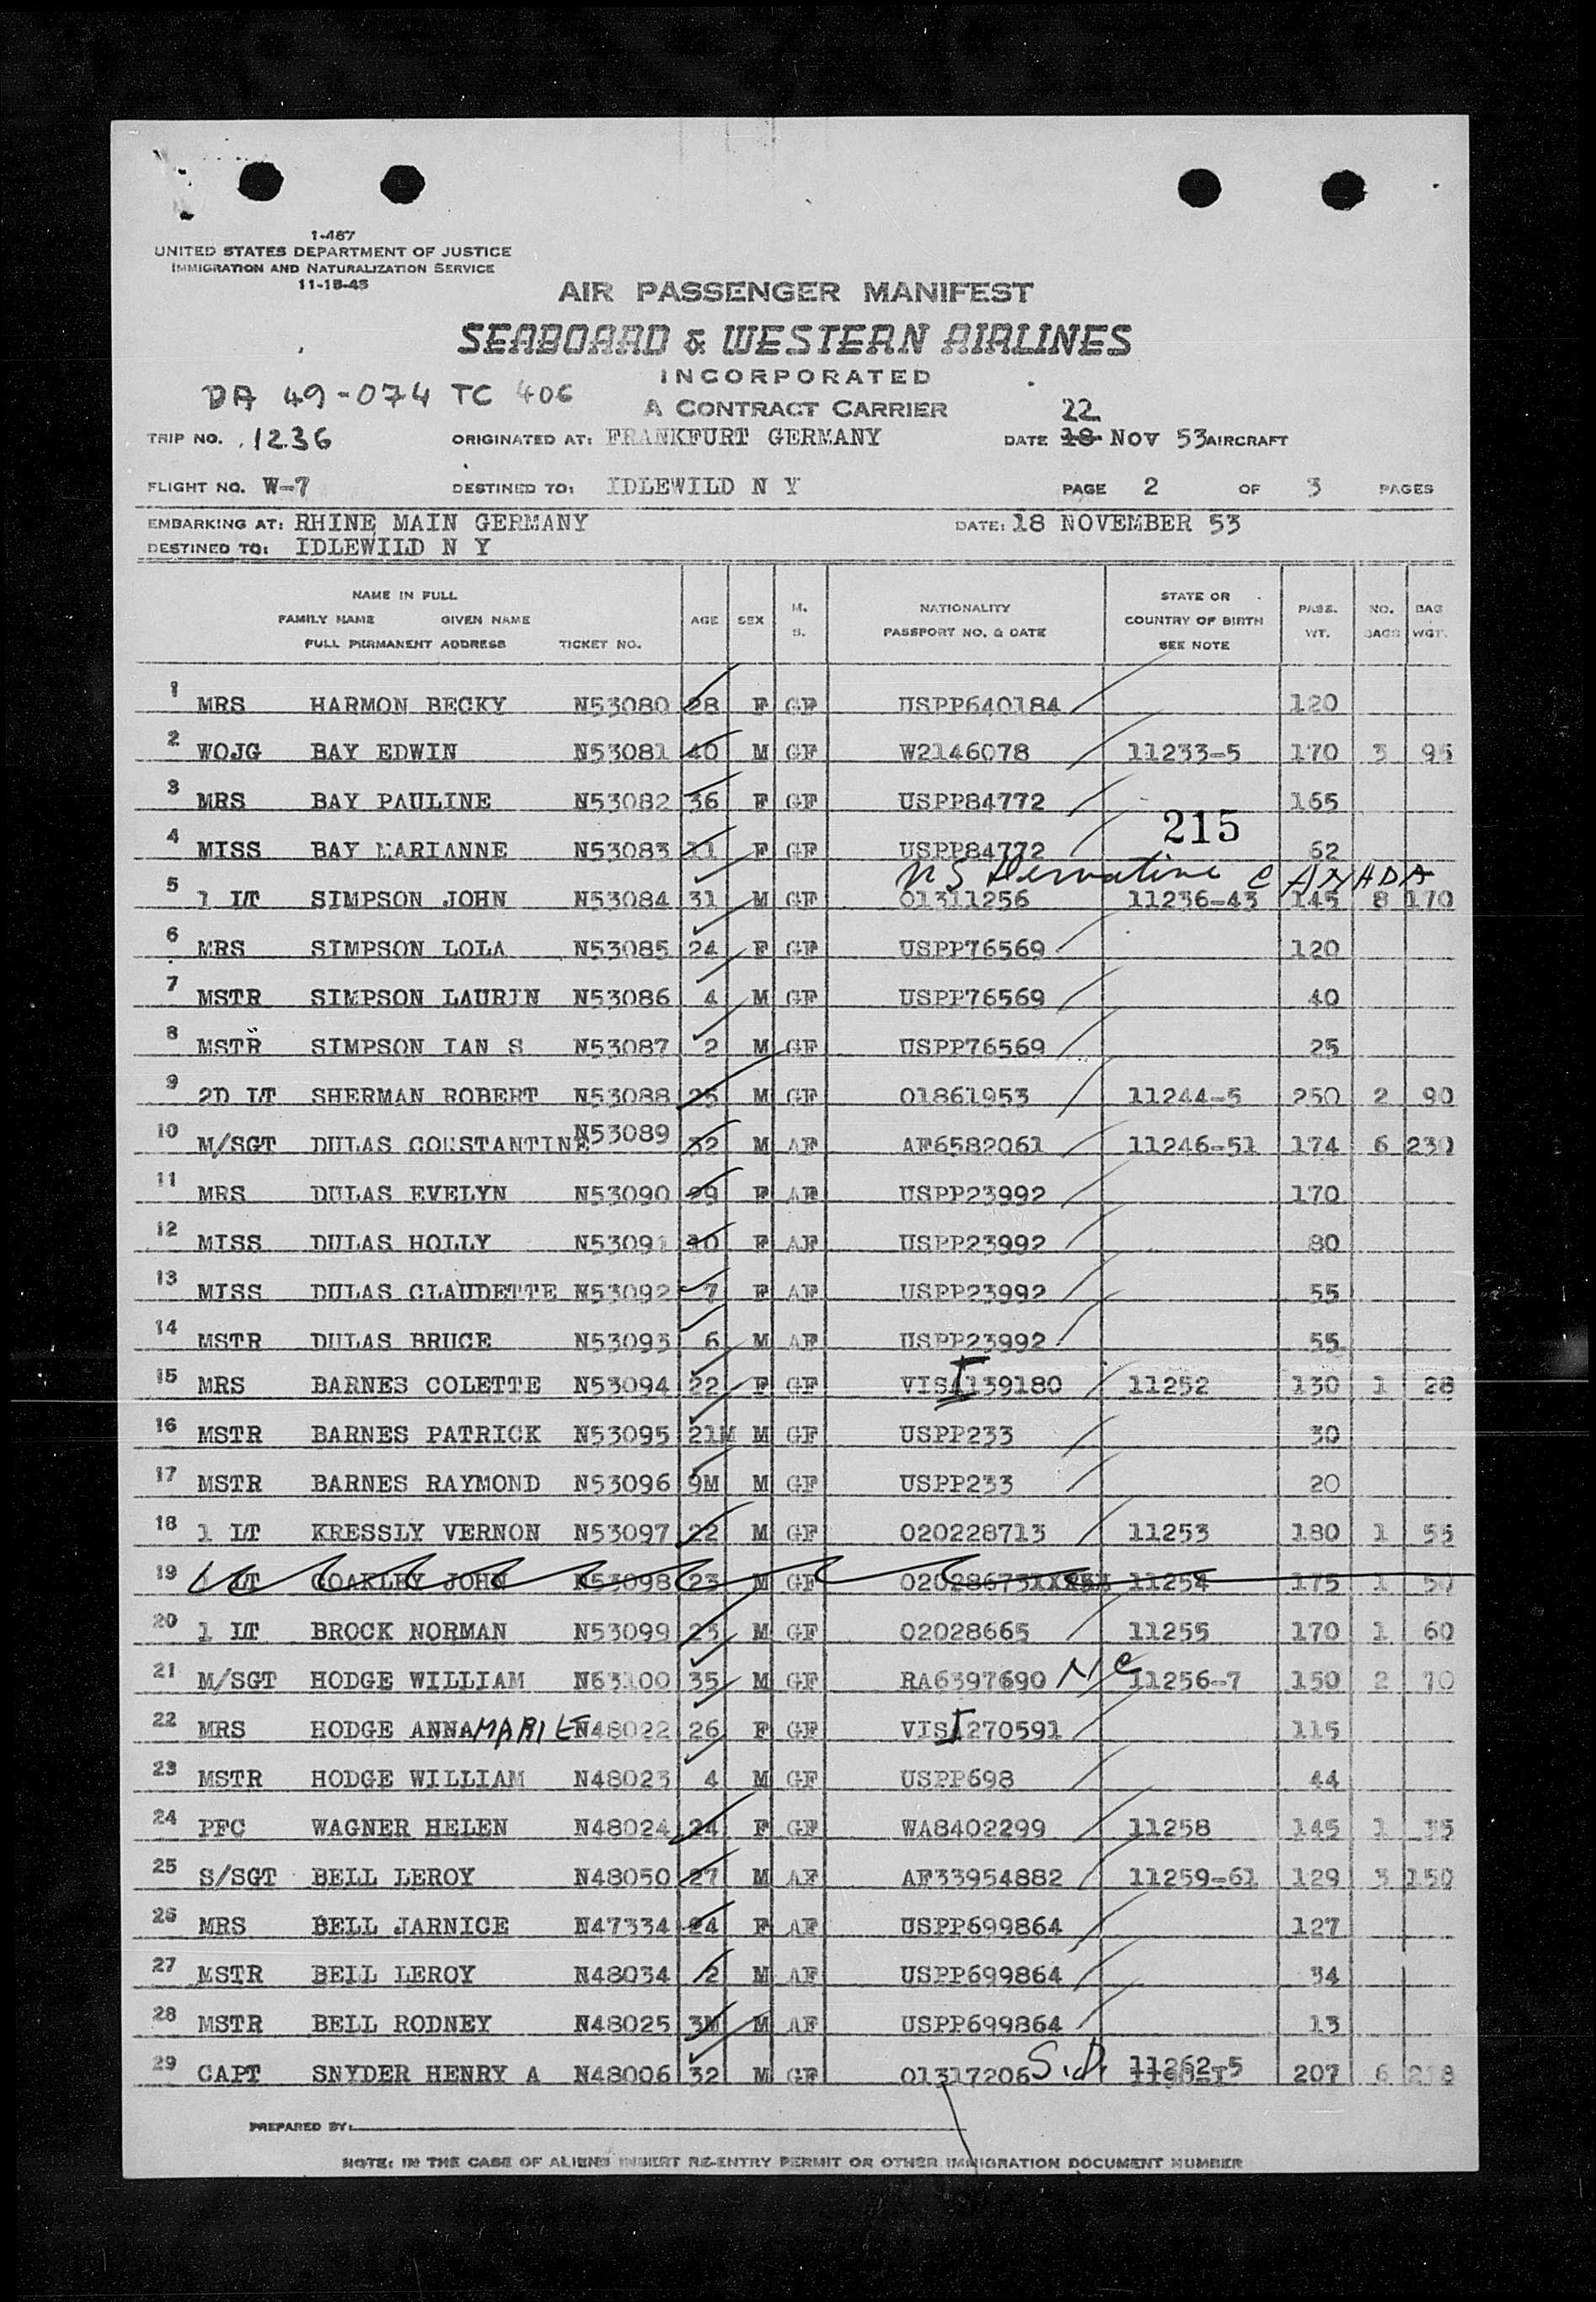 1-487
UNITED STATES DEPARTMENT OF JUSTICE
IMMIGRATION AND NATURALIZATION SERVICE
11-18-45
AIR PASSENGER MANIFEST
SEABOARD & WESTERN AIRLINES
INCORPORATED
DA 49-074 TC 406
A CONTRACT CARRIER
22
TRIP NO. 1236 ORIGINATED AT: FRANKFURT GERMANY DATE 18 NOV 53 AIRCRAFT
FLIGHT NO. W-7 DESTINED TO: IDLEWILD N Y PAGE 2 OF 3 PAGES
EMBARKING AT: RHINE MAIN GERMANY DATE: 18 NOVEMBER 53
DESTINED TO: IDLEWILD N Y
NAME IN FULL
FAMILY NAME GIVEN NAME
FULL PERMANENT ADDRESS TICKET NO. AGE SEX M. S. NATIONALITY PASSPORT NO. & DATE STATE OR COUNTRY OF BIRTH SEE NOTE PASS. WT. NO. BAGS BAG WGT.
1 MRS HARMON BECKY N53080 28 F GF USPP640184 120
2 WOJG BAY EDWIN N53081 40 M GF W2146078 11233-5 170 3 95
3 MRS BAY PAULINE N53082 36 F GF USPP84772 165
215
4 MISS BAY MARIANNE N53083 11 F GF USPP84772 62
US Derivative CANADA
5 1 LT SIMPSON JOHN N53084 31 M GF 01311256 11236-43 145 8 170
6 MRS SIMPSON LOLA N53085 24 F GF USPP76569 120
7 MSTR SIMPSON LAURIN N53086 4 M GF USPP76569 40
8 MSTR SIMPSON IAN S N53087 2 M GF USPP76569 25
9 2D LT SHERMAN ROBERT N53088 25 M GF 01861953 11244-5 250 2 90
10 M/SGT DULAS CONSTANTINE N53089 32 M AF AF6582061 11246-51 174 6 230
11 MRS DULAS EVELYN N53090 29 F AF USPP23992 170
12 MISS DULAS HOLLY N53091 10 F AF USPP23992 80
13 MISS DULAS CLAUDETTE N53092 7 F AF USPP23992 55
14 MSTR DULAS BRUCE N53093 6 M AF USPP23992 55
15 MRS BARNES COLETTE N53094 22 F GF VISA I 139180 11252 130 1 28
16 MSTR BARNES PATRICK N53095 21M M GF USPP233 30
17 MSTR BARNES RAYMOND N53096 9M M GF USPP233 20
18 1 LT KRESSLY VERNON N53097 22 M GF 020228713 11253 180 1 55
19 1 LT COAKLEY JOHN N53098 23 M GF 02028673 11254 175 1 50
20 1 LT BROCK NORMAN N53099 23 M GF 02028665 11255 170 1 60
21 M/SGT HODGE WILLIAM N63100 35 M GF RA6397690 NC 11256-7 150 2 70
22 MRS HODGE ANNAMARIE N48022 26 F GF VISA I 270591 115
23 MSTR HODGE WILLIAM N48023 4 M GF USPP698 44
24 PFC WAGNER HELEN N48024 24 F GF WA8402299 11258 145 1 35
25 S/SGT BELL LEROY N48050 27 M AF AF33954882 11259-61 129 3 150
26 MRS BELL JARNICE N47334 24 F AF USPP699864 127
27 MSTR BELL LEROY N48034 2 M AF USPP699864 34
28 MSTR BELL RODNEY N48025 3M M AF USPP699864 13
29 CAPT SNYDER HENRY A N48006 32 M GF 01317206 S.D. 11262-5 207 6
PREPARED BY:
NOTE: IN THE CASE OF ALIENS INSERT RE-ENTRY PERMIT OR OTHER IMMIGRATION DOCUMENT NUMBER